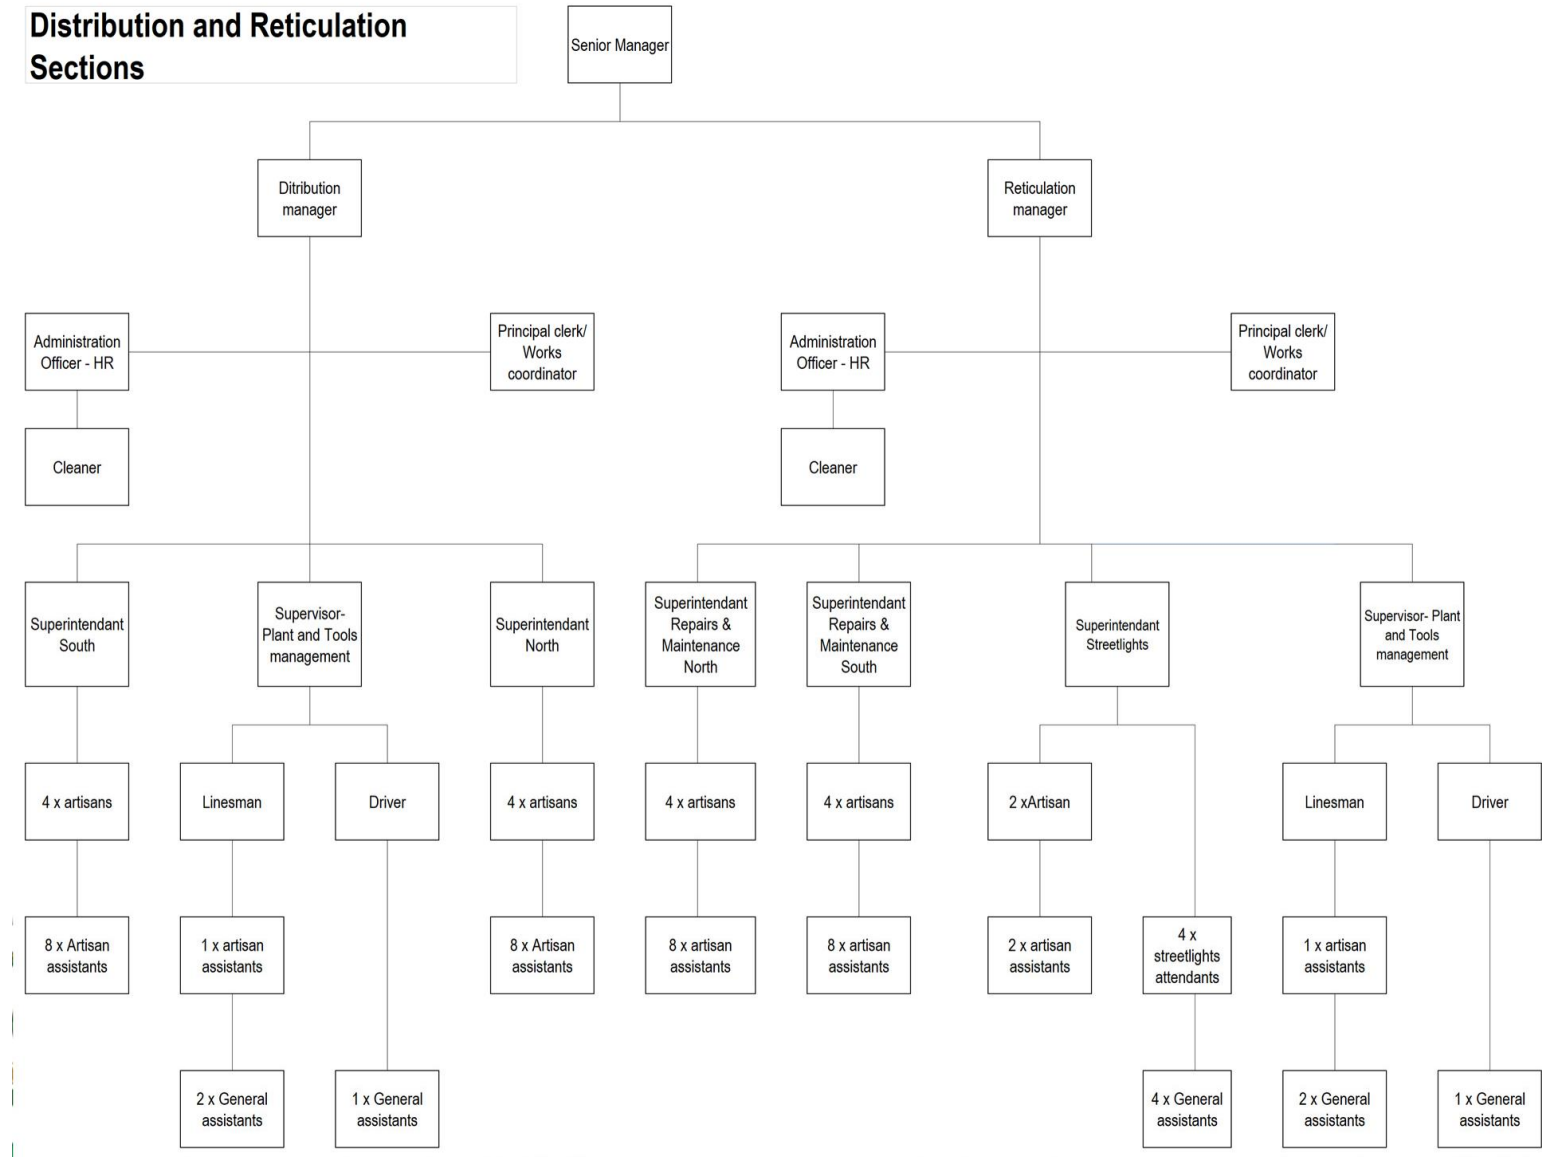 Distribution and Reticulation
Sections
Senior Manager
Ditribution
manager
Reticulation
manager
Administration
Officer - HR
Principal clerk/
Works
coordinator
Administration
Officer - HR
Principal clerk/
Works
coordinator
Cleaner
Cleaner
Superintendant
South
Supervisor-
Plant and Tools
management
Superintendant
North
Superintendant
Repairs &
Maintenance
North
Superintendant
Repairs &
Maintenance
South
Superintendant
Streetlights
Supervisor- Plant
and Tools
management
4 x artisans
Linesman
Driver
4 x artisans
4 x artisans
4 x artisans
2 xArtisan
Linesman
Driver
8 x Artisan
assistants
1 x artisan
assistants
8 x Artisan
assistants
8 x artisan
assistants
8 x artisan
assistants
2 x artisan
assistants
4 x
streetlights
attendants
1 x artisan
assistants
2 x General
assistants
1 x General
assistants
4 x General
assistants
2 x General
assistants
1 x General
assistants